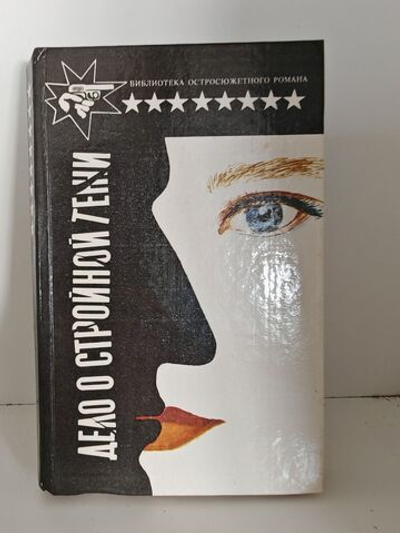 БИБЛИОТЕКА ОСТРОСЮЖЕТНОГО РОМАНА
ДЕЛО О СТРОЙНОЙ ТЕНИ